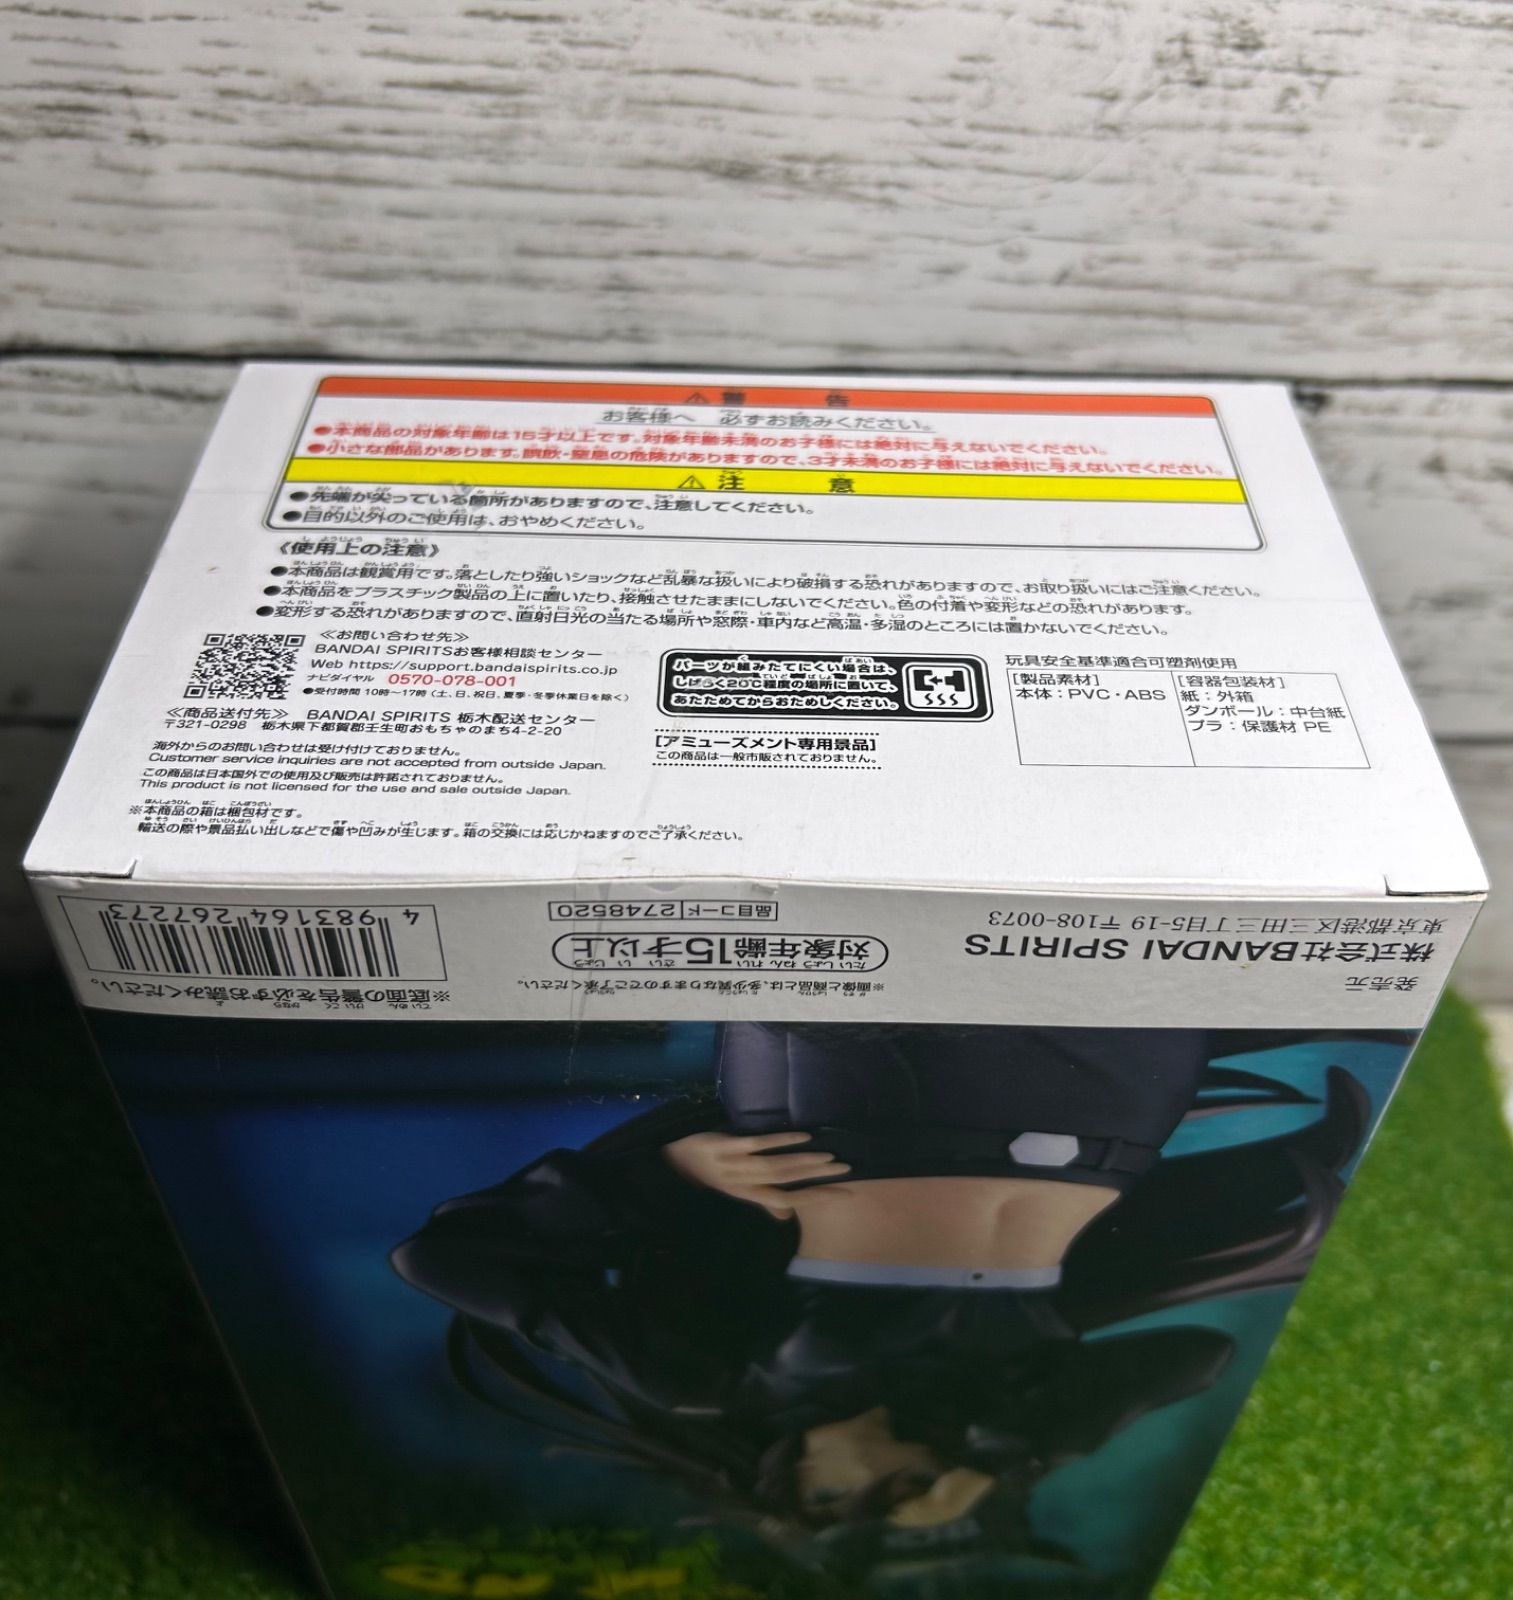 ⚠警告
お客様へ 必ずお読みください。
●本商品の対象年齢は15才以上です。対象年齢未満のお子様には絶対に与えないでください。
●小さな部品があります。誤飲・窒息の危険がありますので、3才未満のお子様には絶対に与えないでください。
⚠注意
●先端が尖っている箇所がありますので、注意してください。
●目的以外のご使用は、おやめください。
《使用上の注意》
●本商品は観賞用です。落としたり強いショックなど乱暴な扱いにより破損する恐れがありますので、お取り扱いにはご注意ください。
●本商品をプラスチック製品の上に置いたり、接触させたままにしないでください。色の付着や変形などの恐れがあります。
●変形する恐れがありますので、直射日光の当たる場所や窓際・車内など高温・多湿のところには置かないでください。
≪お問い合わせ先≫
BANDAI SPIRITSお客様相談センター
Web https://support.bandaispirits.co.jp
ナビダイヤル 0570-078-001
●受付時間 10時～17時（土、日、祝日、夏季・冬季休業日を除く）
≪商品送付先≫ BANDAI SPIRITS 栃木配送センター
〒321-0298 栃木県下都賀郡壬生町おもちゃのまち4-2-20
海外からのお問い合わせは受け付けておりません。
Customer service inquiries are not accepted from outside Japan.
この商品は日本国外での使用及び販売は許諾されておりません。
This product is not licensed for the use and sale outside Japan.
※本商品の箱は梱包材です。
輸送の際や景品払い出しなどで傷や凹みが生じます。箱の交換には応じかねますのでご了承ください。
パーツが組みたてにくい場合は、
しばらく20℃程度の場所に置いて、
あたためてからおためしください。
[アミューズメント専用景品]
この商品は一般市販されておりません。
玩具安全基準適合可塑剤使用
[製品素材]
本体：PVC・ABS
[容器包装材]
紙：外箱
ダンボール：中台紙
プラ：保護材 PE
発売元
株式会社BANDAI SPIRITS
東京都港区三田三丁目5-19 〒108-0073
※画像と商品とは、多少異なりますのでご了承ください。
対象年齢15才以上
品目コード 2748520
※底面の警告を必ずお読みください。
4 983164 267273